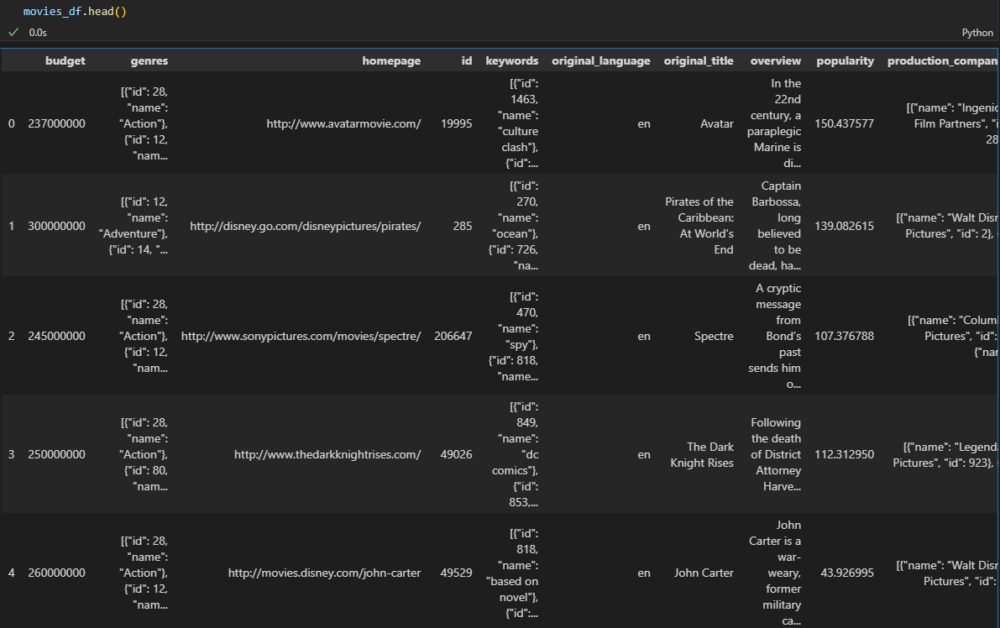 movies_df.head()
0.0s
Python
budget genres homepage id keywords original_language original_title overview popularity production_compan
0 237000000 [{"id": 28, "name": "Action"}, {"id": 12, "nam... http://www.avatarmovie.com/ 19995 [{"id": 1463, "name": "culture clash"}, {"id":... en Avatar In the 22nd century, a paraplegic Marine is di... 150.437577 [{"name": "Ingenio Film Partners", "i 28
1 300000000 [{"id": 12, "name": "Adventure"}, {"id": 14, "... http://disney.go.com/disneypictures/pirates/ 285 [{"id": 270, "name": "ocean"}, {"id": 726, "na... en Pirates of the Caribbean: At World's End Captain Barbossa, long believed to be dead, ha... 139.082615 [{"name": "Walt Disn Pictures", "id": 2},
2 245000000 [{"id": 28, "name": "Action"}, {"id": 12, "nam... http://www.sonypictures.com/movies/spectre/ 206647 [{"id": 470, "name": "spy"}, {"id": 818, "name... en Spectre A cryptic message from Bond’s past sends him o... 107.376788 [{"name": "Colum Pictures", "id": {"nam
3 250000000 [{"id": 28, "name": "Action"}, {"id": 80, "nam... http://www.thedarkknightrises.com/ 49026 [{"id": 849, "name": "dc comics"}, {"id": 853,... en The Dark Knight Rises Following the death of District Attorney Harve... 112.312950 [{"name": "Legenda Pictures", "id": 923},
4 260000000 [{"id": 28, "name": "Action"}, {"id": 12, "nam... http://movies.disney.com/john-carter 49529 [{"id": 818, "name": "based on novel"}, {"id":... en John Carter John Carter is a war-weary, former military ca... 43.926995 [{"name": "Walt Disn Pictures", "id":